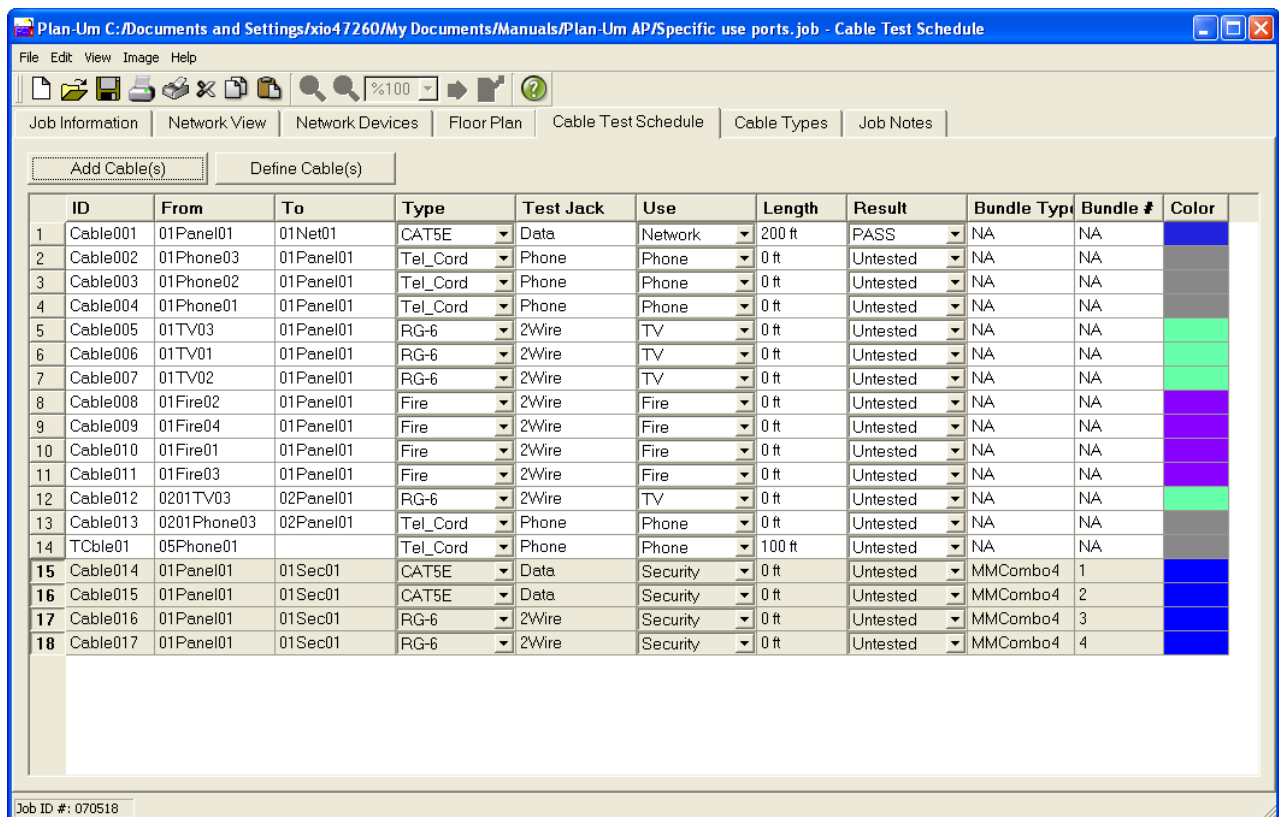 Plan-Um C:/Documents and Settings/xio47260/My Documents/Manuals/Plan-Um AP/Specific use ports.job - Cable Test Schedule
File Edit View Image Help
%100
Job Information Network View Network Devices Floor Plan Cable Test Schedule Cable Types Job Notes
Add Cable(s) Define Cable(s)
ID From To Type Test Jack Use Length Result Bundle Type Bundle # Color
1 Cable001 01Panel01 01Net01 CAT5E Data Network 200 ft PASS NA NA
2 Cable002 01Phone03 01Panel01 Tel_Cord Phone Phone 0 ft Untested NA NA
3 Cable003 01Phone02 01Panel01 Tel_Cord Phone Phone 0 ft Untested NA NA
4 Cable004 01Phone01 01Panel01 Tel_Cord Phone Phone 0 ft Untested NA NA
5 Cable005 01TV03 01Panel01 RG-6 2Wire TV 0 ft Untested NA NA
6 Cable006 01TV01 01Panel01 RG-6 2Wire TV 0 ft Untested NA NA
7 Cable007 01TV02 01Panel01 RG-6 2Wire TV 0 ft Untested NA NA
8 Cable008 01Fire02 01Panel01 Fire 2Wire Fire 0 ft Untested NA NA
9 Cable009 01Fire04 01Panel01 Fire 2Wire Fire 0 ft Untested NA NA
10 Cable010 01Fire01 01Panel01 Fire 2Wire Fire 0 ft Untested NA NA
11 Cable011 01Fire03 01Panel01 Fire 2Wire Fire 0 ft Untested NA NA
12 Cable012 0201TV03 02Panel01 RG-6 2Wire TV 0 ft Untested NA NA
13 Cable013 0201Phone03 02Panel01 Tel_Cord Phone Phone 0 ft Untested NA NA
14 TCble01 05Phone01 Tel_Cord Phone Phone 100 ft Untested NA NA
15 Cable014 01Panel01 01Sec01 CAT5E Data Security 0 ft Untested MMCombo4 1
16 Cable015 01Panel01 01Sec01 CAT5E Data Security 0 ft Untested MMCombo4 2
17 Cable016 01Panel01 01Sec01 RG-6 2Wire Security 0 ft Untested MMCombo4 3
18 Cable017 01Panel01 01Sec01 RG-6 2Wire Security 0 ft Untested MMCombo4 4
Job ID #: 070518